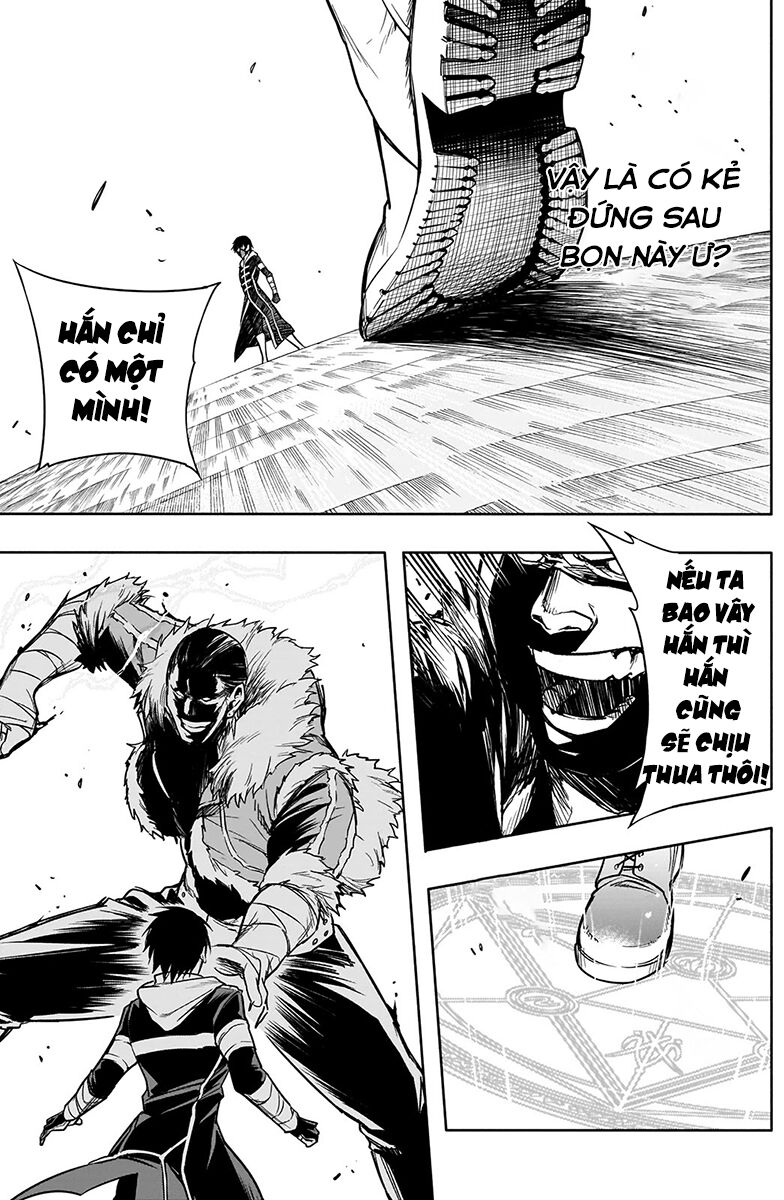 VẬY LÀ CÓ KẺ
ĐỨNG SAU
BỌN NÀY Ư?
HẮN CHỈ
CÓ MỘT
MÌNH!
NẾU TA
BAO VÂY
HẮN THÌ
HẮN
CŨNG
SẼ CHỊU
THUA THÔI!